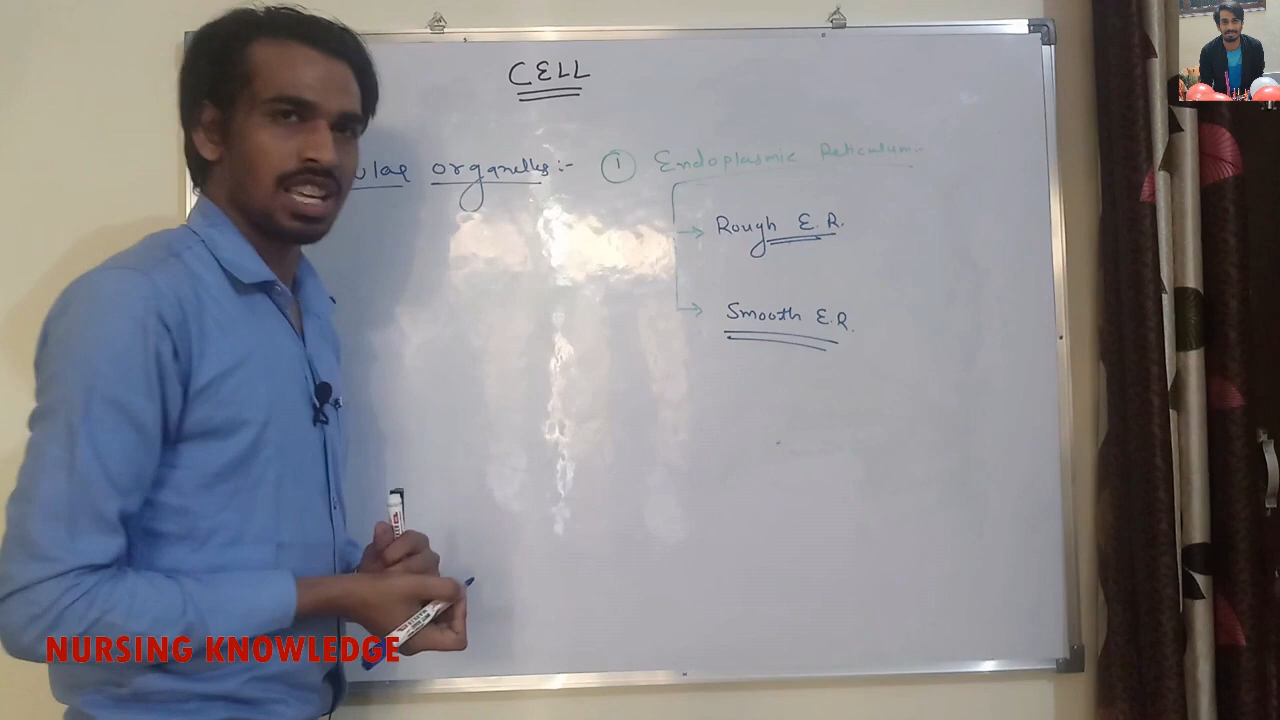 CELL
ular organelles:- ① Endoplasmic Reticulum:-
Rough E.R.
Smooth E.R.
NURSING KNOWLEDGE